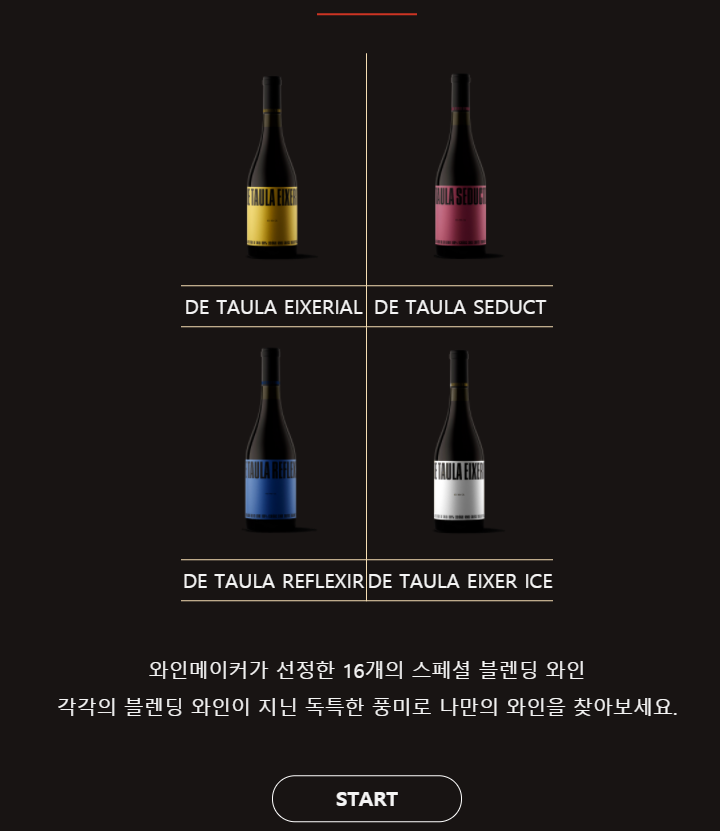 DE TAULA EIXERIAL
DE TAULA SEDUCT
DE TAULA REFLEXIR
DE TAULA EIXER ICE
와인메이커가 선정한 16개의 스페셜 블렌딩 와인
각각의 블렌딩 와인이 지닌 독특한 풍미로 나만의 와인을 찾아보세요.
START